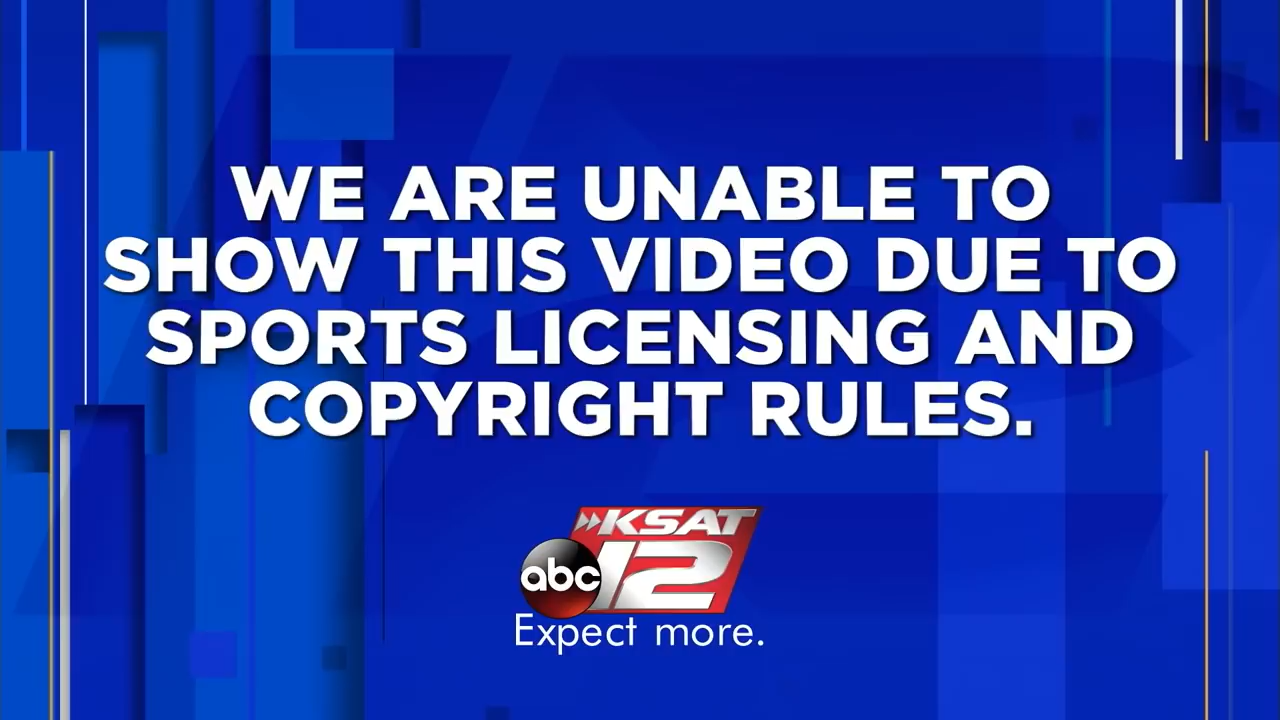 WE ARE UNABLE TO
SHOW THIS VIDEO DUE TO
SPORTS LICENSING AND
COPYRIGHT RULES.
KSAT
abc 12
Expect more.